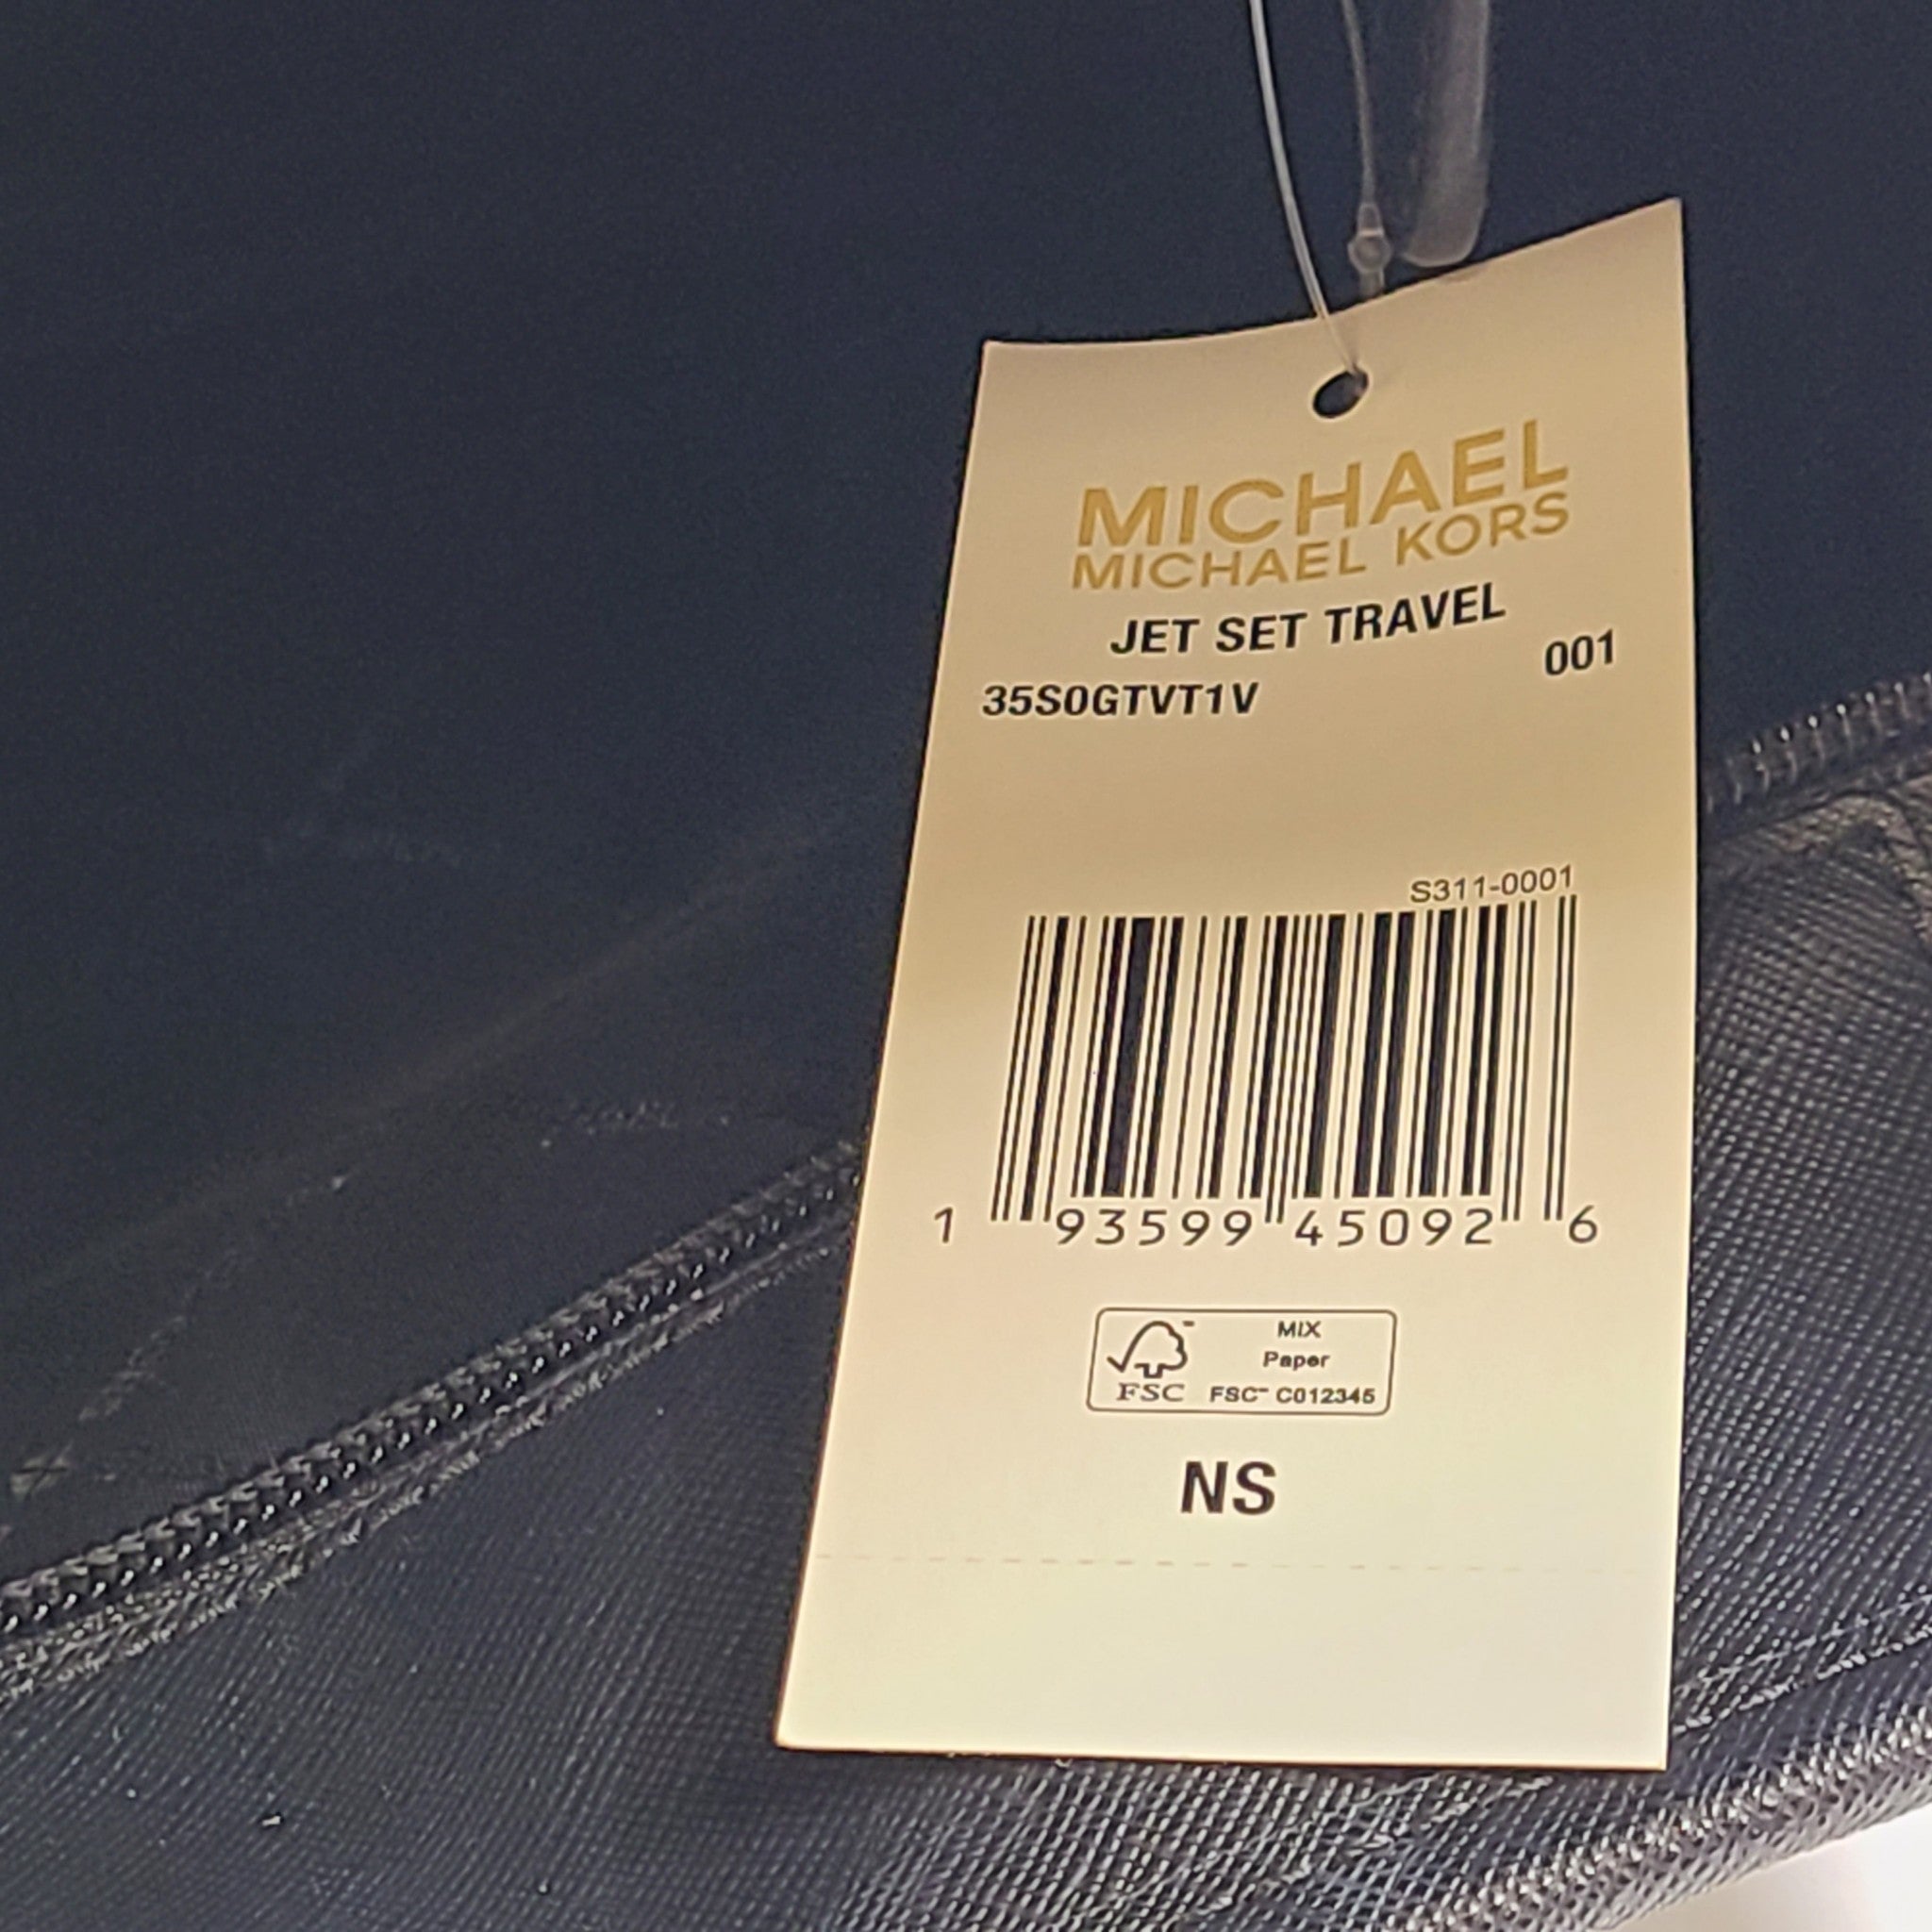 MICHAEL
MICHAEL KORS
JET SET TRAVEL
001
35S0GTVT1V
S311-0001
1 93599 45092 6
MIX
Paper
FSC™ C012345
FSC
NS